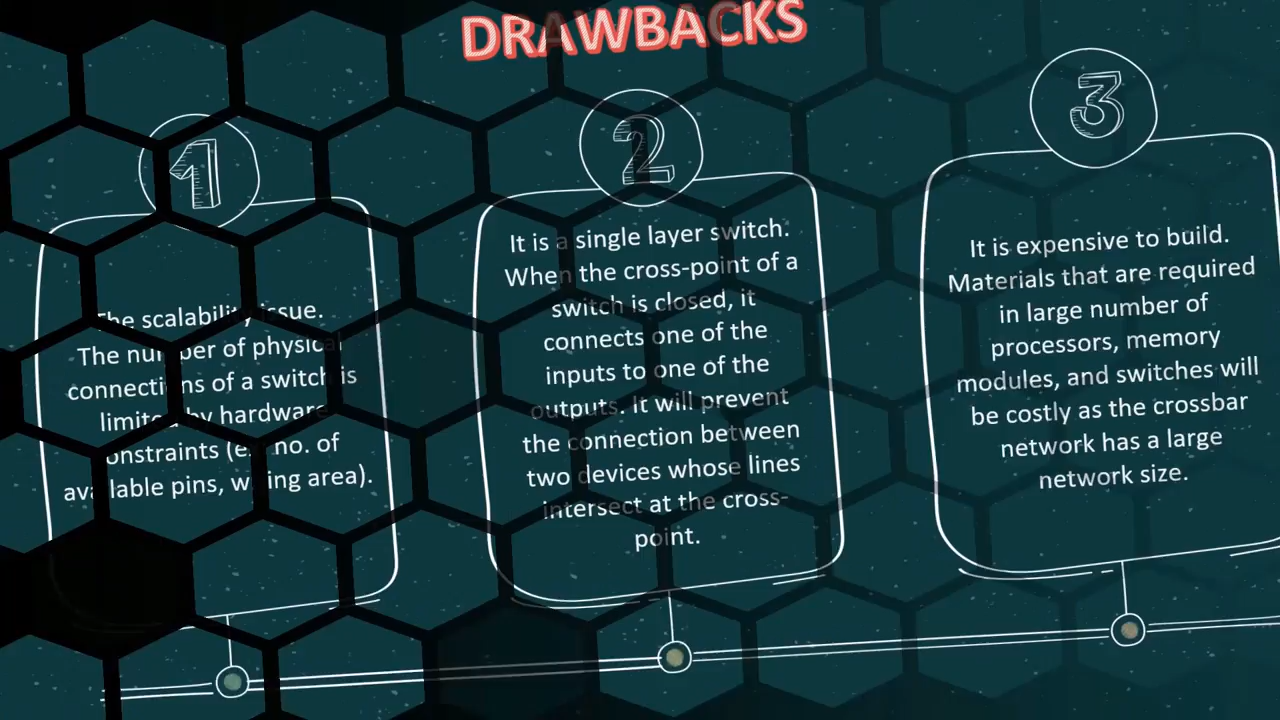 DRAWBACKS
1
The scalability issue.
The number of physical
connections of a switch is
limited by hardware
constraints (e.g. no. of
available pins, wiring area).
2
It is a single layer switch.
When the cross-point of a
switch is closed, it
connects one of the
inputs to one of the
outputs. It will prevent
the connection between
two devices whose lines
intersect at the cross-
point.
3
It is expensive to build.
Materials that are required
in large number of
processors, memory
modules, and switches will
be costly as the crossbar
network has a large
network size.